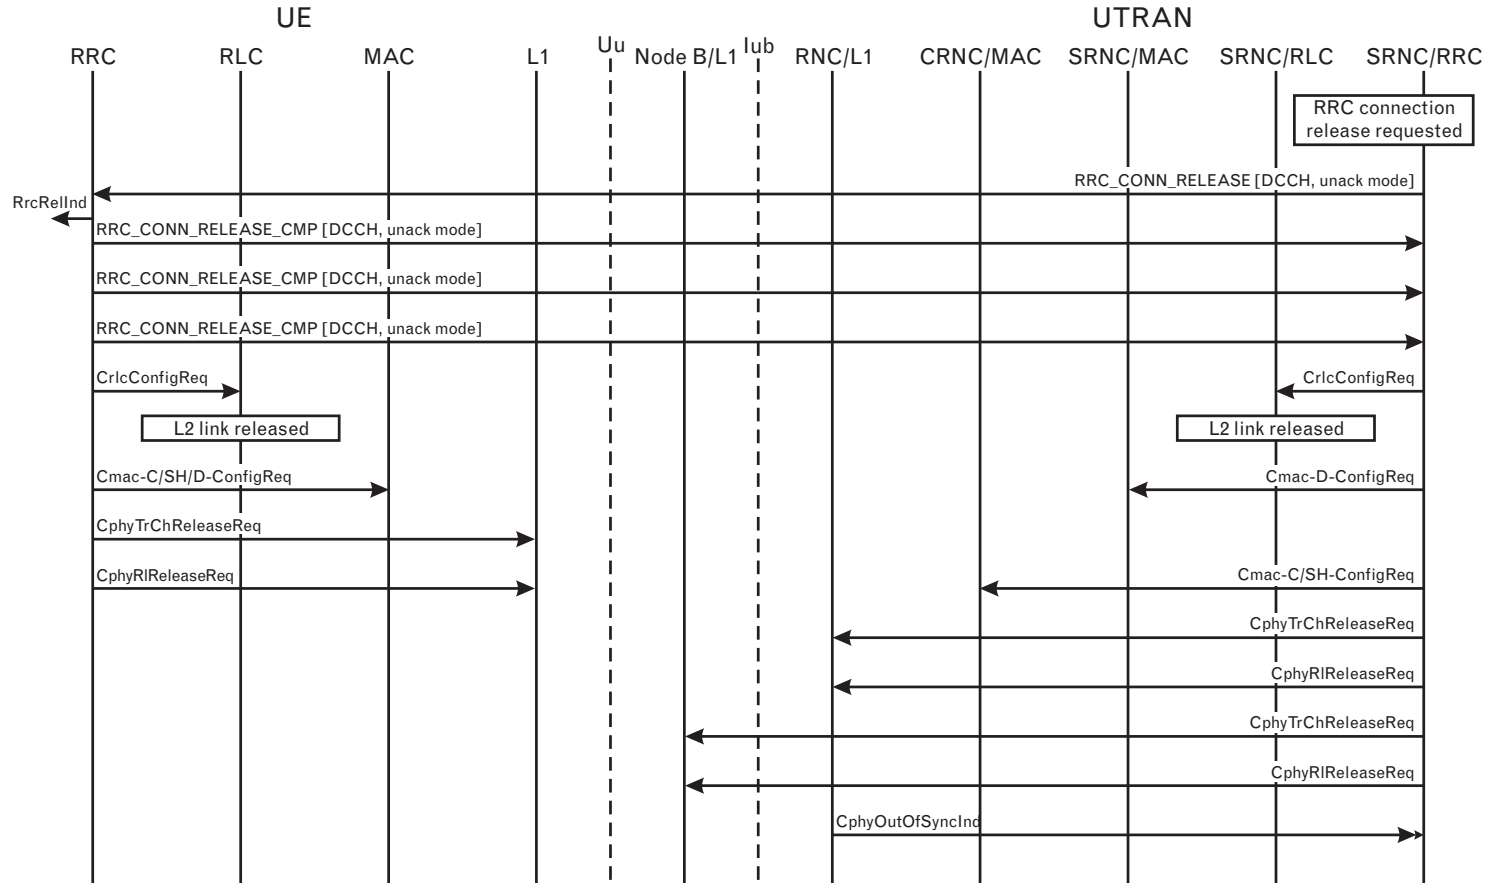 UE
UTRAN
RRC
RLC
MAC
L1
Uu
Node B/L1
Iub
RNC/L1
CRNC/MAC
SRNC/MAC
SRNC/RLC
SRNC/RRC
RRC connection
release requested
RRC_CONN_RELEASE [DCCH, unack mode]
RrcRelInd
RRC_CONN_RELEASE_CMP [DCCH, unack mode]
RRC_CONN_RELEASE_CMP [DCCH, unack mode]
RRC_CONN_RELEASE_CMP [DCCH, unack mode]
CrlcConfigReq
CrlcConfigReq
L2 link released
L2 link released
Cmac-C/SH/D-ConfigReq
Cmac-D-ConfigReq
CphyTrChReleaseReq
CphyRlReleaseReq
Cmac-C/SH-ConfigReq
CphyTrChReleaseReq
CphyRlReleaseReq
CphyTrChReleaseReq
CphyRlReleaseReq
CphyOutOfSyncInd